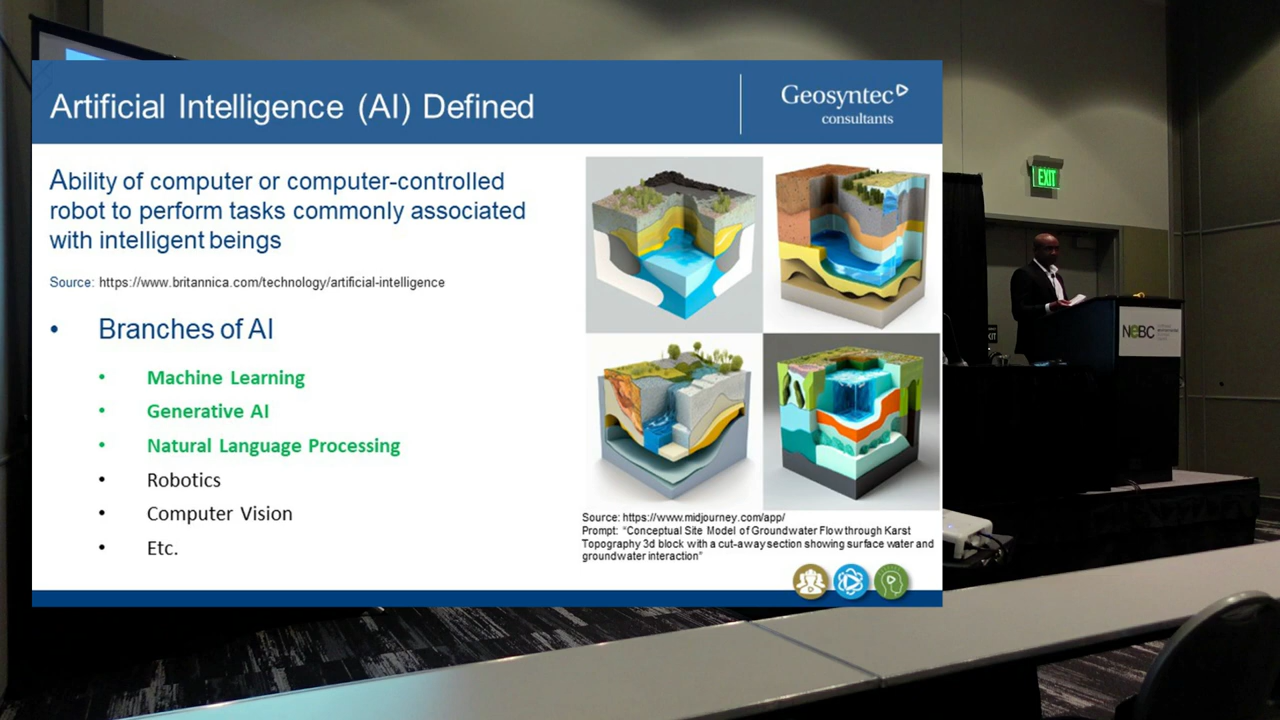 Artificial Intelligence (AI) Defined
Geosyntec
consultants
Ability of computer or computer-controlled
robot to perform tasks commonly associated
with intelligent beings
Source: https://www.britannica.com/technology/artificial-intelligence
• Branches of AI
• Machine Learning
• Generative AI
• Natural Language Processing
• Robotics
• Computer Vision
• Etc.
Source: https://www.midjourney.com/app/
Prompt: “Conceptual Site Model of Groundwater Flow through Karst
Topography 3d block with a cut-away section showing surface water and
groundwater interaction”
EXIT
NEBC